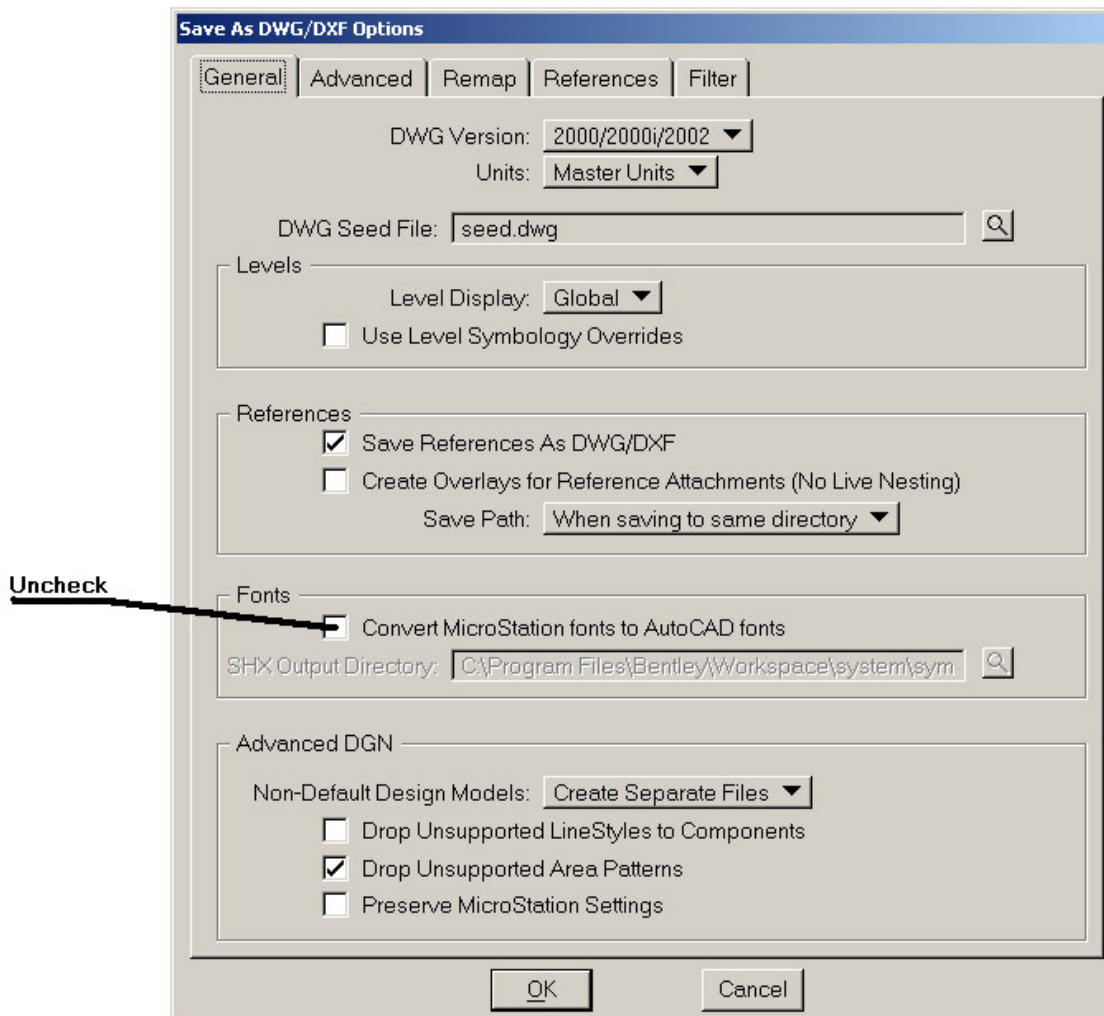 Save As DWG/DXF Options
General Advanced Remap References Filter
DWG Version: 2000/2000i/2002
Units: Master Units
DWG Seed File: seed.dwg
Levels
Level Display: Global
Use Level Symbology Overrides
References
Save References As DWG/DXF
Create Overlays for Reference Attachments (No Live Nesting)
Save Path: When saving to same directory
Uncheck
Fonts
Convert MicroStation fonts to AutoCAD fonts
SHX Output Directory: C:\Program Files\Bentley\Workspace\system\sym
Advanced DGN
Non-Default Design Models: Create Separate Files
Drop Unsupported LineStyles to Components
Drop Unsupported Area Patterns
Preserve MicroStation Settings
OK Cancel